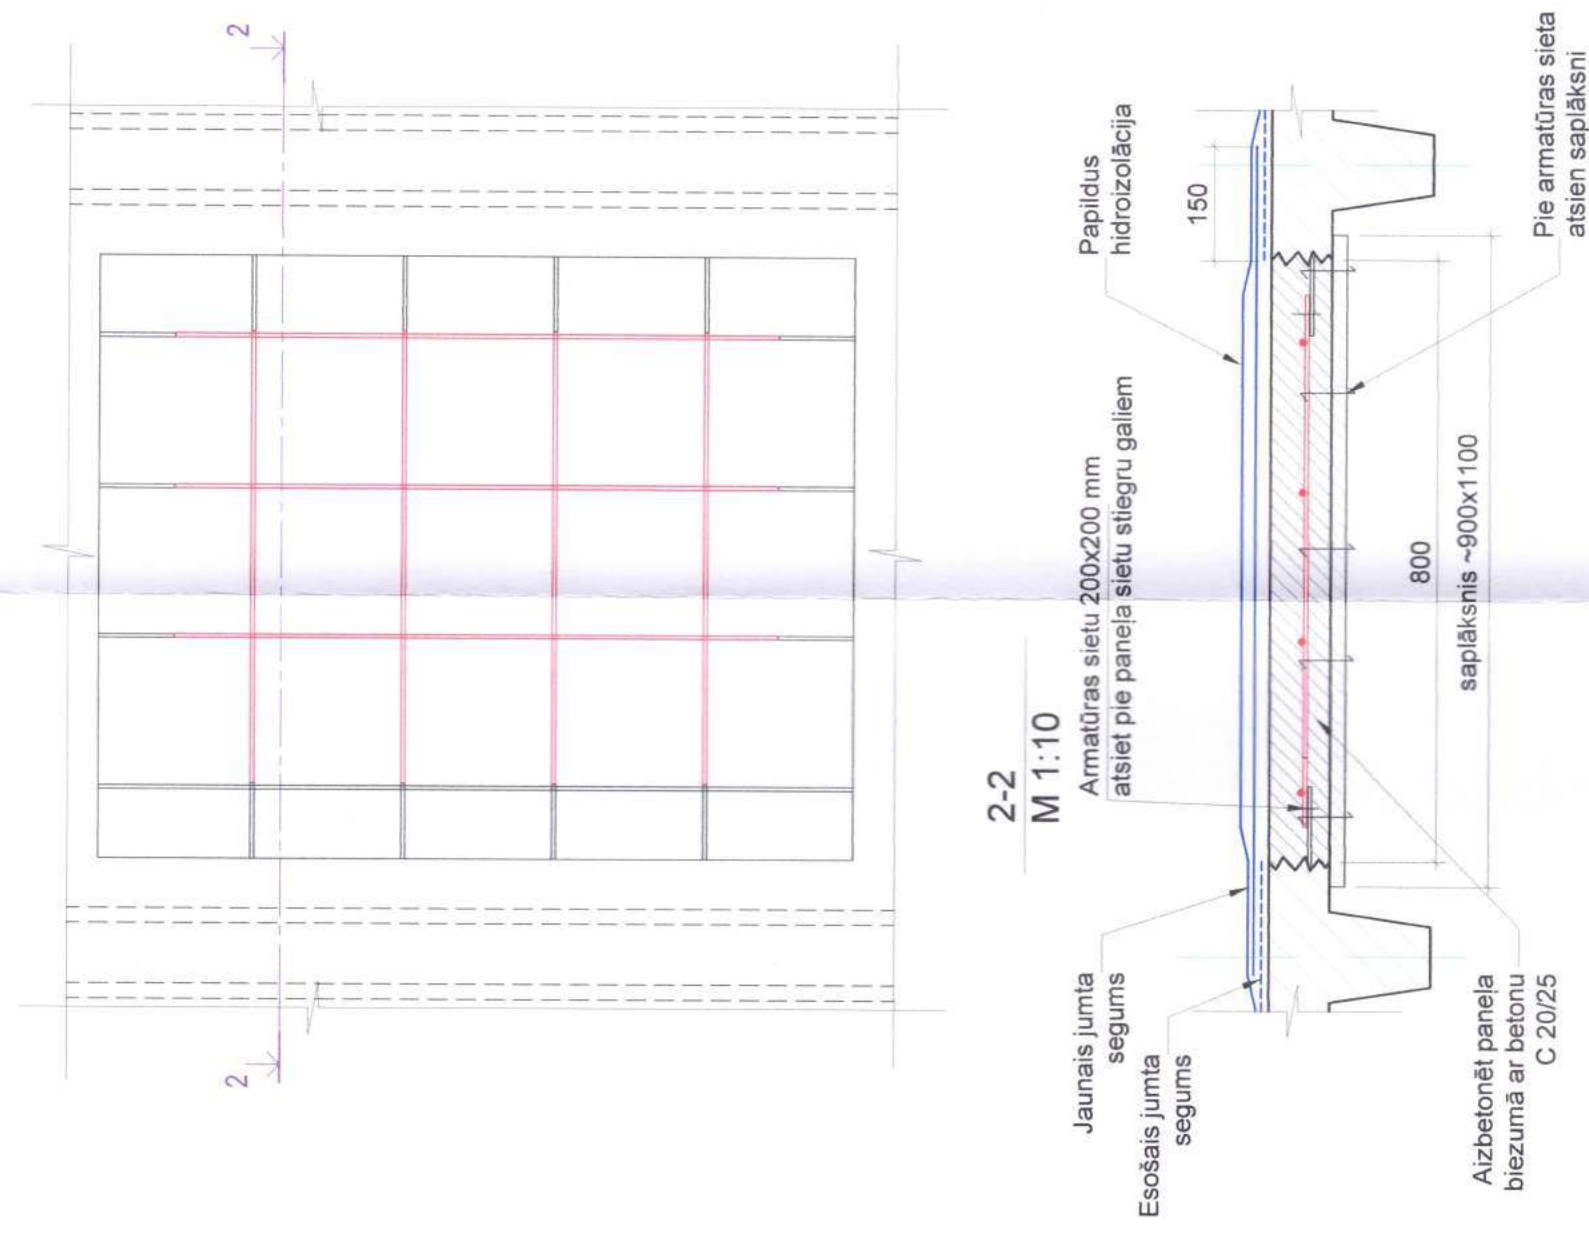 2
2
2-2
M 1:10
Armatūras sietu 200x200 mm
atsiet pie paneļa sietu stiegru galiem
Papildus
hidroizolācija
Jaunais jumta
segums
Esošais jumta
segums
150
800
saplāksnis ~900x1100
Aizbetonēt paneļa
biezumā ar betonu
C 20/25
Pie armatūras sieta
atsien saplāksni